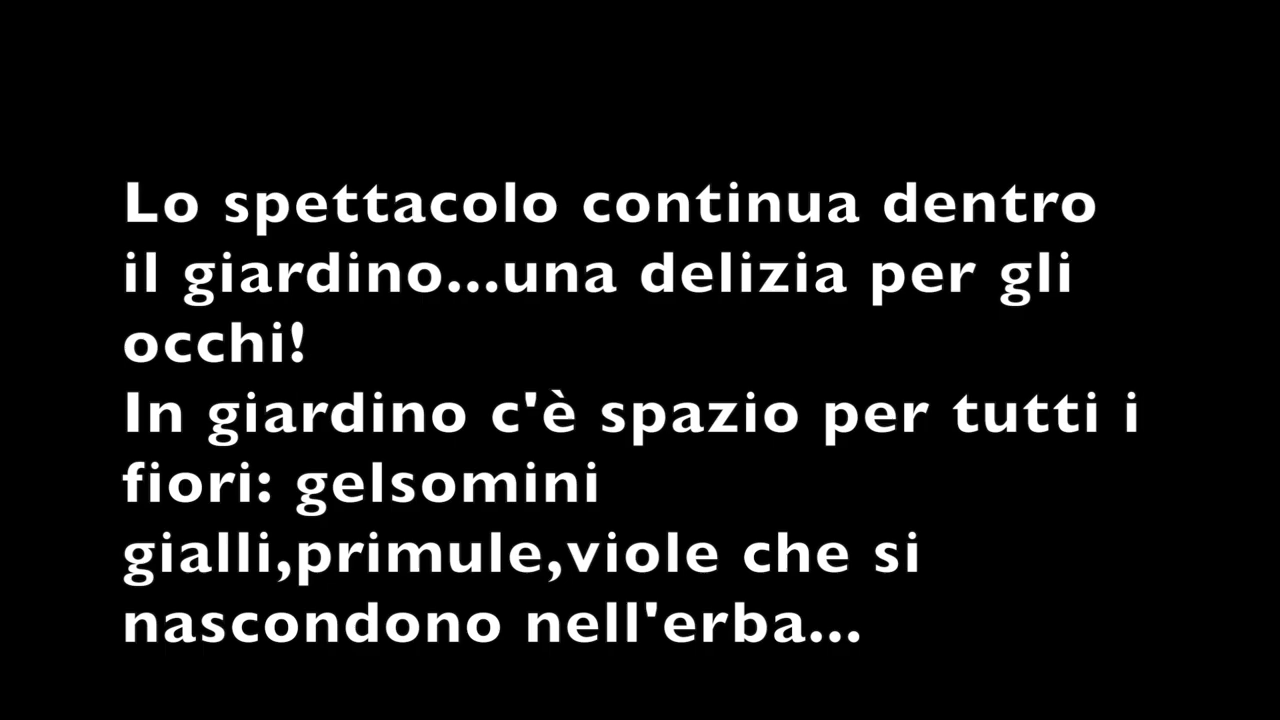 Lo spettacolo continua dentro
il giardino...una delizia per gli
occhi!
In giardino c'è spazio per tutti i
fiori: gelsomini
gialli,primule,viole che si
nascondono nell'erba...